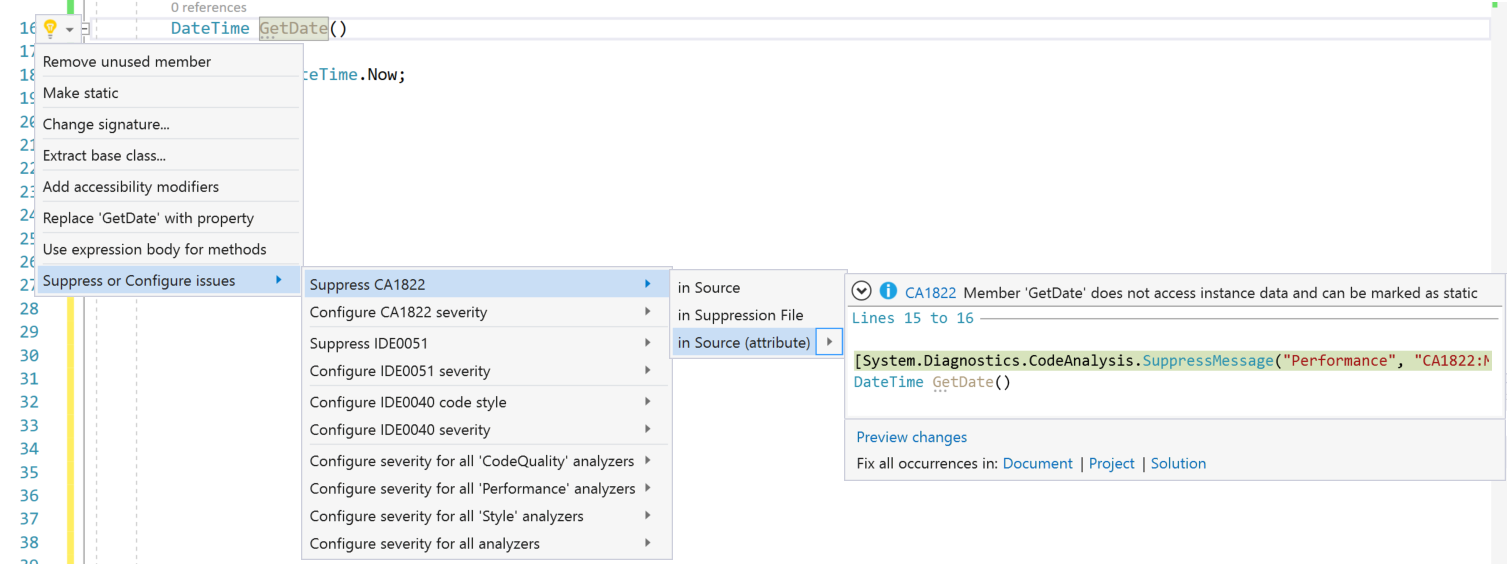 0 references
16 DateTime GetDate()
17
18 teTime.Now;
19
20
21
22
23
24
25
26
27
28
29
30
31
32
33
34
35
36
37
38
39
Remove unused member
Make static
Change signature...
Extract base class...
Add accessibility modifiers
Replace 'GetDate' with property
Use expression body for methods
Suppress or Configure issues
Suppress CA1822
Configure CA1822 severity
Suppress IDE0051
Configure IDE0051 severity
Configure IDE0040 code style
Configure IDE0040 severity
Configure severity for all 'CodeQuality' analyzers
Configure severity for all 'Performance' analyzers
Configure severity for all 'Style' analyzers
Configure severity for all analyzers
in Source
in Suppression File
in Source (attribute)
CA1822 Member 'GetDate' does not access instance data and can be marked as static
Lines 15 to 16
[System.Diagnostics.CodeAnalysis.SuppressMessage("Performance", "CA1822:M
DateTime GetDate()
Preview changes
Fix all occurrences in: Document | Project | Solution